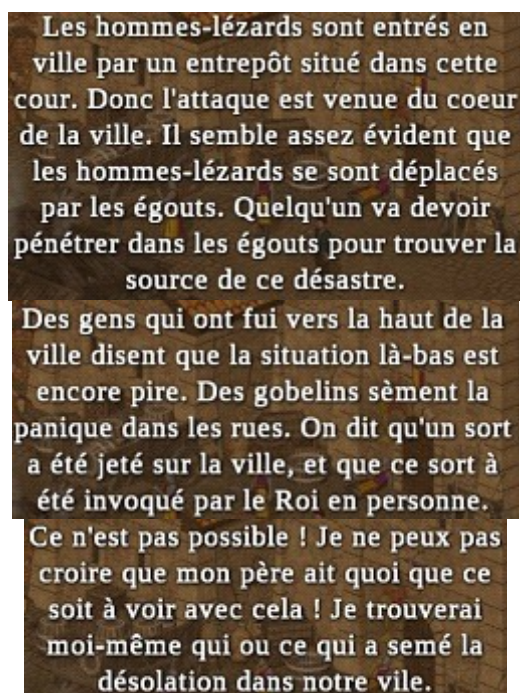 Les hommes-lézards sont entrés en
ville par un entrepôt situé dans cette
cour. Donc l'attaque est venue du coeur
de la ville. Il semble assez évident que
les hommes-lézards se sont déplacés
par les égouts. Quelqu'un va devoir
pénétrer dans les égouts pour trouver la
source de ce désastre.
Des gens qui ont fui vers la haut de la
ville disent que la situation là-bas est
encore pire. Des gobelins sèment la
panique dans les rues. On dit qu'un sort
a été jeté sur la ville, et que ce sort à
été invoqué par le Roi en personne.
Ce n'est pas possible ! Je ne peux pas
croire que mon père ait quoi que ce
soit à voir avec cela ! Je trouverai
moi-même qui ou ce qui a semé la
désolation dans notre vile.